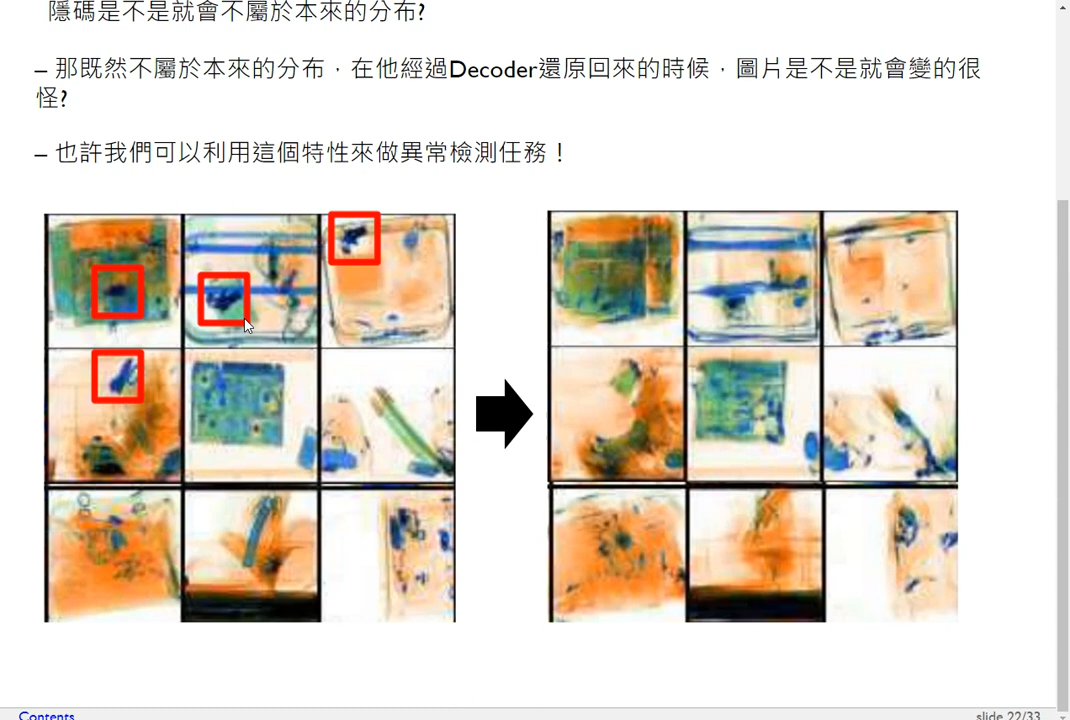 隱碼是不是就會不屬於本來的分布?
– 那既然不屬於本來的分布，在他經過Decoder還原回來的時候，圖片是不是就會變的很
怪?
– 也許我們可以利用這個特性來做異常檢測任務！
Contents
slide 22/33